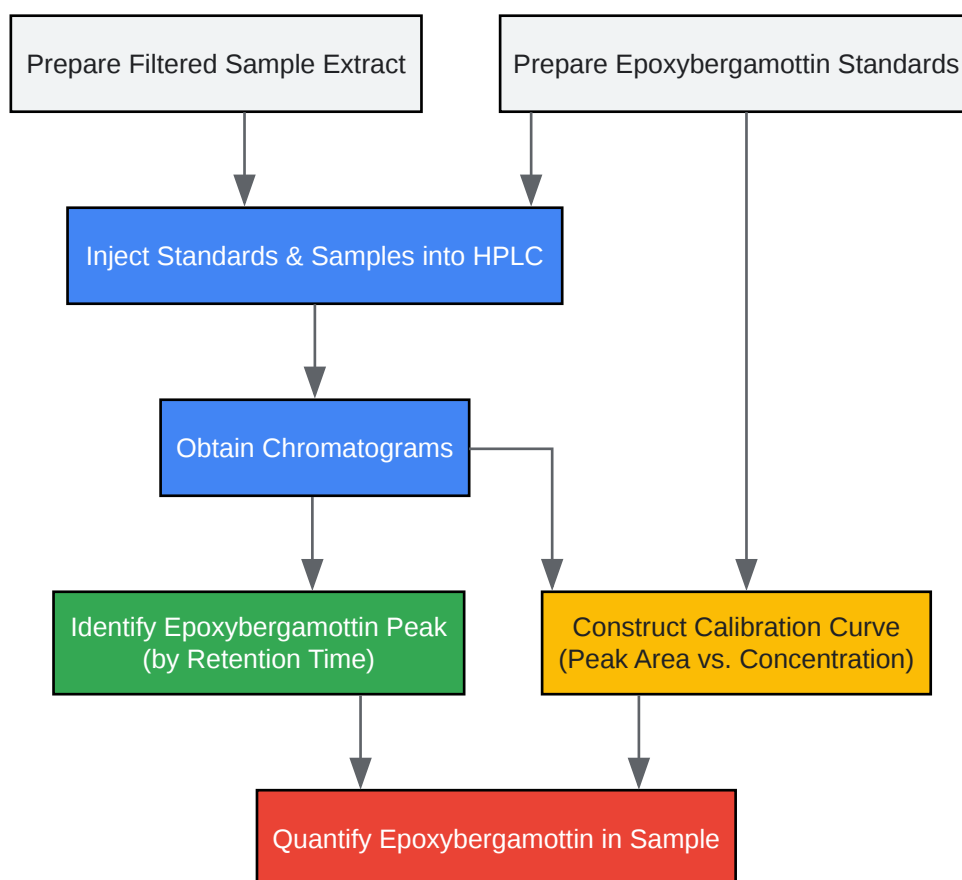 Prepare Filtered Sample Extract
Prepare Epoxybergamottin Standards
Inject Standards & Samples into HPLC
Obtain Chromatograms
Identify Epoxybergamottin Peak
(by Retention Time)
Construct Calibration Curve
(Peak Area vs. Concentration)
Quantify Epoxybergamottin in Sample